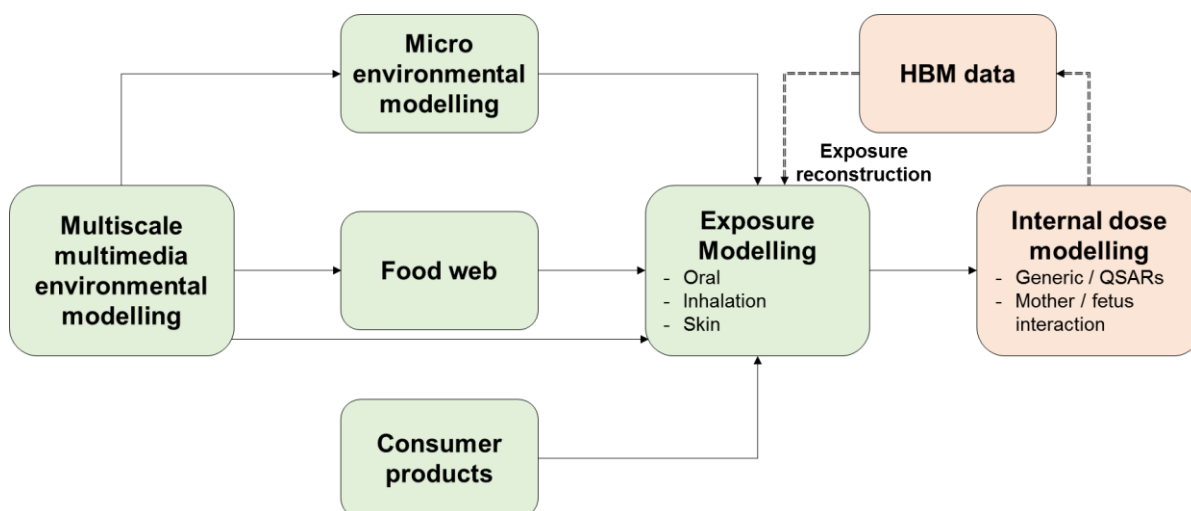 Micro
environmental
modelling
HBM data
Exposure
reconstruction
Multiscale
multimedia
environmental
modelling
Food web
Exposure
Modelling
- Oral
- Inhalation
- Skin
Internal dose
modelling
- Generic / QSARs
- Mother / fetus
interaction
Consumer
products